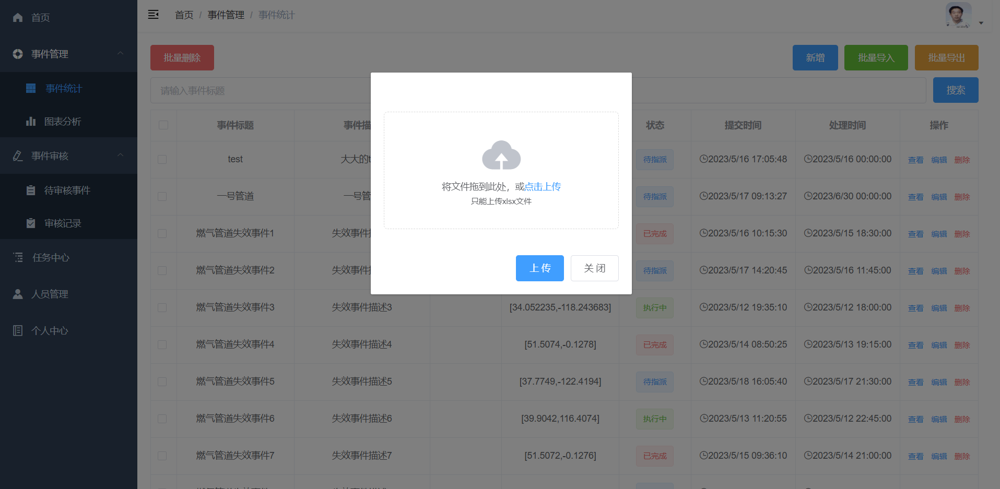 首页
事件管理
事件统计
图表分析
事件审核
待审核事件
审核记录
任务中心
人员管理
个人中心
首页 / 事件管理 / 事件统计
批量删除 新增 批量导入 批量导出
请输入事件标题 搜索
将文件拖到此处，或点击上传
只能上传xlsx文件
上 传 关 闭
事件标题 事件描 状态 提交时间 处理时间 操作
test 大大的t 待指派 2023/5/16 17:05:48 2023/5/16 00:00:00 查看 编辑 删除
一号管道 一号管 待指派 2023/5/17 09:13:27 2023/6/30 00:00:00 查看 编辑 删除
燃气管道失效事件1 失效事件描 已完成 2023/5/16 10:15:30 2023/5/15 18:30:00 查看 编辑 删除
燃气管道失效事件2 失效事件描 待指派 2023/5/17 14:20:45 2023/5/16 11:45:00 查看 编辑 删除
燃气管道失效事件3 失效事件描述3 [34.052235,-118.243683] 执行中 2023/5/12 19:35:10 2023/5/12 18:00:00 查看 编辑 删除
燃气管道失效事件4 失效事件描述4 [51.5074,-0.1278] 已完成 2023/5/14 08:50:25 2023/5/13 19:15:00 查看 编辑 删除
燃气管道失效事件5 失效事件描述5 [37.7749,-122.4194] 待指派 2023/5/18 16:05:40 2023/5/17 21:30:00 查看 编辑 删除
燃气管道失效事件6 失效事件描述6 [39.9042,116.4074] 执行中 2023/5/13 11:20:55 2023/5/12 22:45:00 查看 编辑 删除
燃气管道失效事件7 失效事件描述7 [51.5072,-0.1276] 已完成 2023/5/15 09:36:10 2023/5/14 21:00:00 查看 编辑 删除